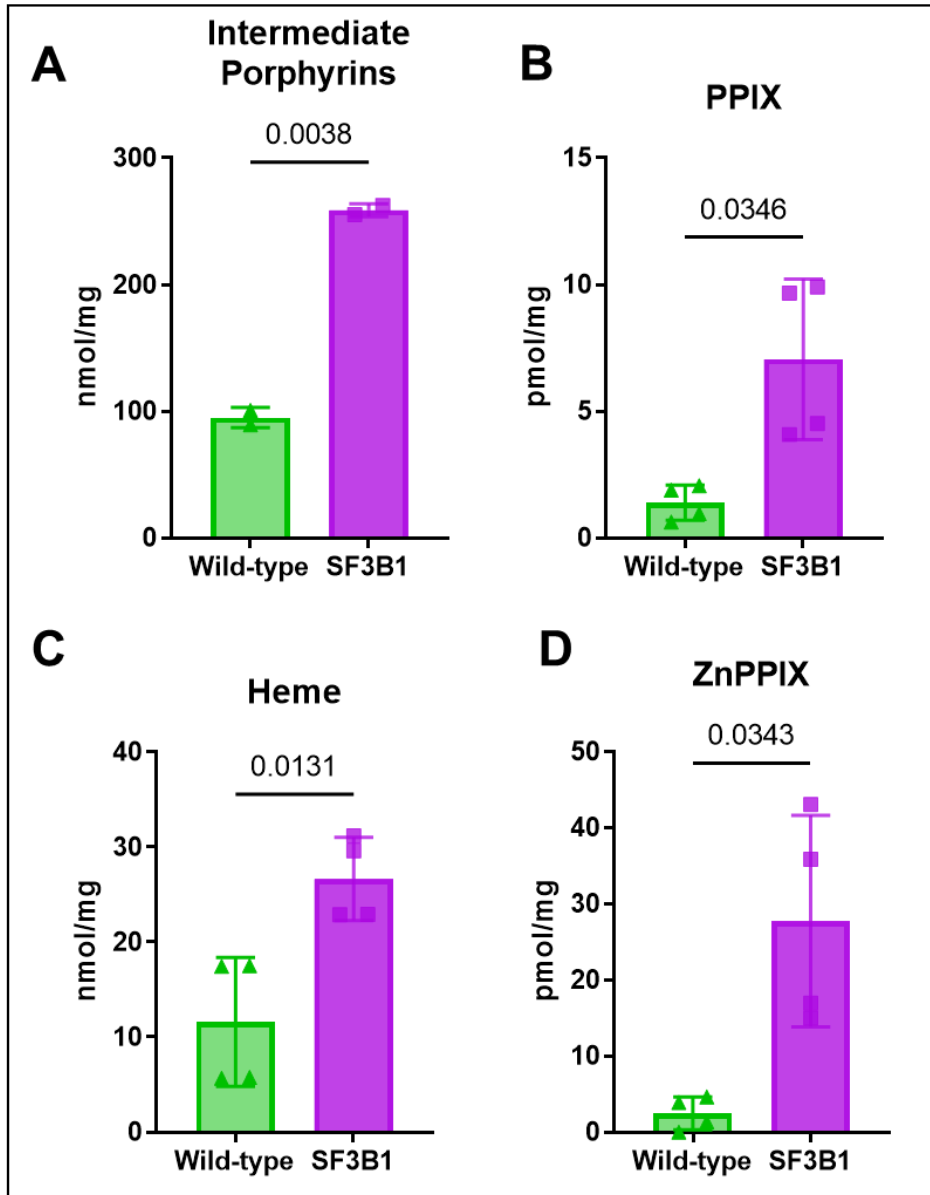 A
Intermediate
Porphyrins
0.0038
300
200
100
0
nmol/mg
Wild-type SF3B1
B
PPIX
0.0346
15
10
5
0
pmol/mg
Wild-type SF3B1
C
Heme
0.0131
40
30
20
10
0
nmol/mg
Wild-type SF3B1
D
ZnPPIX
0.0343
50
40
30
20
10
0
pmol/mg
Wild-type SF3B1